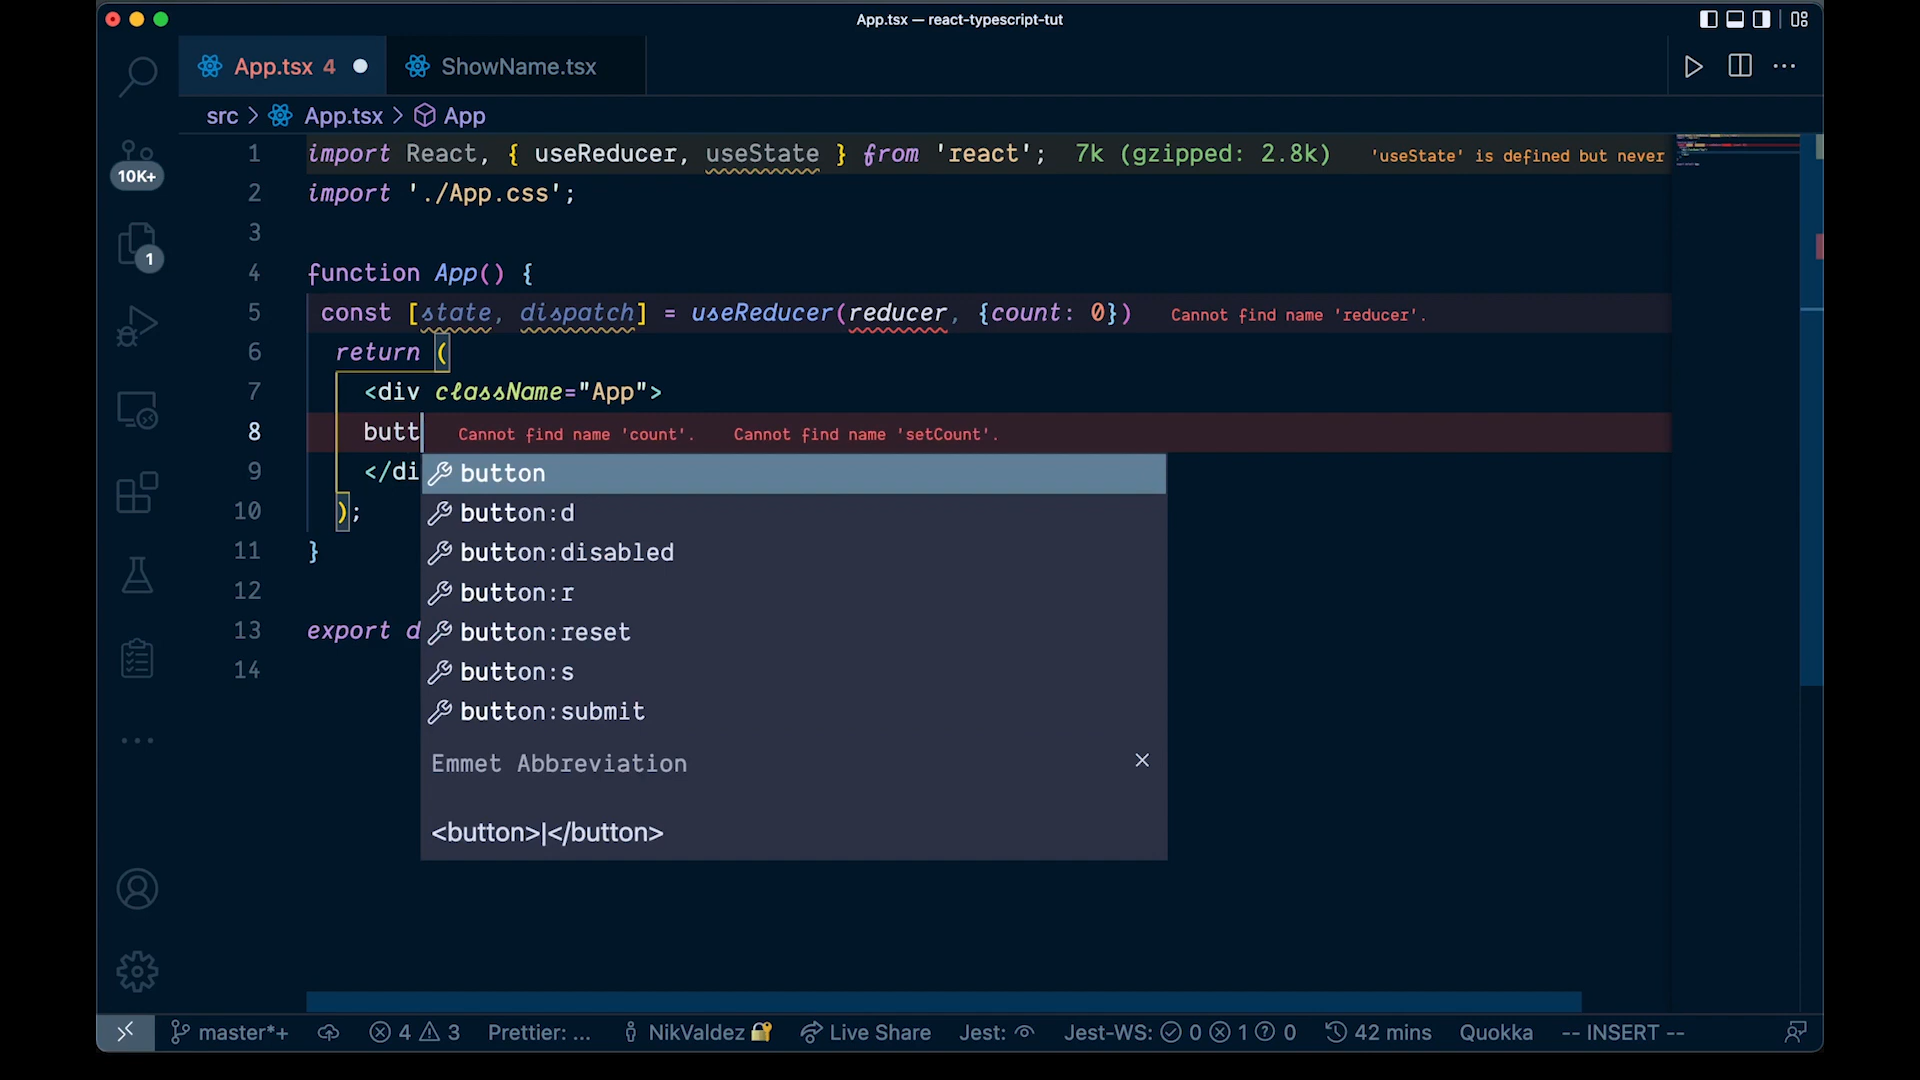 App.tsx — react-typescript-tut
App.tsx 4
ShowName.tsx
src > App.tsx > App
10K+
1
1 import React, { useReducer, useState } from 'react'; 7k (gzipped: 2.8k) 'useState' is defined but never
2 import './App.css';
3
4 function App() {
5 const [state, dispatch] = useReducer(reducer, {count: 0}) Cannot find name 'reducer'.
6 return (
7 <div className="App">
8 butt Cannot find name 'count'. Cannot find name 'setCount'.
9 </di
10 );
11 }
12
13 export d
14
button
button:d
button:disabled
button:r
button:reset
button:s
button:submit
Emmet Abbreviation
<button>|</button>
master*+ 4 3 Prettier: ... NikValdez Live Share Jest: Jest-WS: 0 1 0 42 mins Quokka -- INSERT --